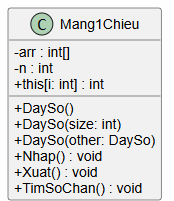 C Mang1Chieu
-arr : int[]
-n : int
+this[i: int] : int
+DaySo()
+DaySo(size: int)
+DaySo(other: DaySo)
+Nhap() : void
+Xuat() : void
+TimSoChan() : void